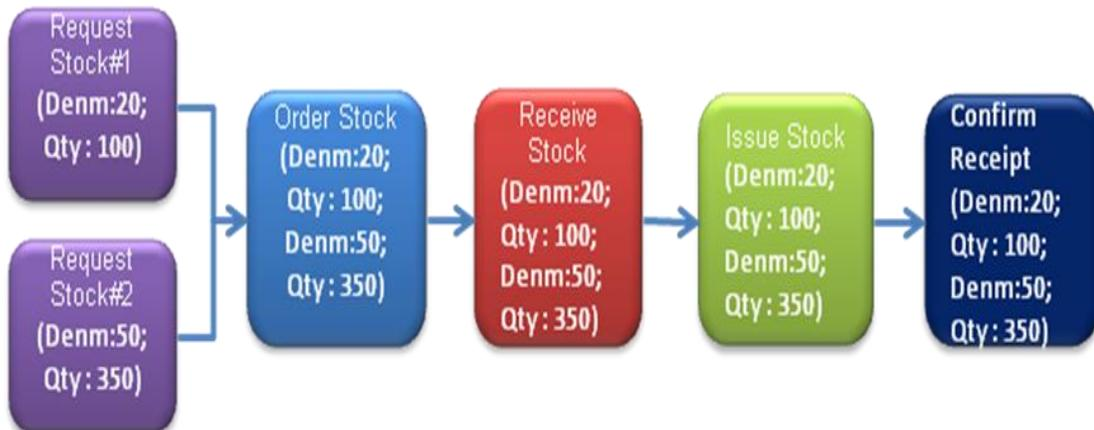 Request
Stock#1
(Denm:20;
Qty : 100)
Request
Stock#2
(Denm:50;
Qty : 350)
Order Stock
(Denm:20;
Qty : 100;
Denm:50;
Qty : 350)
Receive
Stock
(Denm:20;
Qty : 100;
Denm:50;
Qty : 350)
Issue Stock
(Denm:20;
Qty : 100;
Denm:50;
Qty : 350)
Confirm
Receipt
(Denm:20;
Qty : 100;
Denm:50;
Qty : 350)